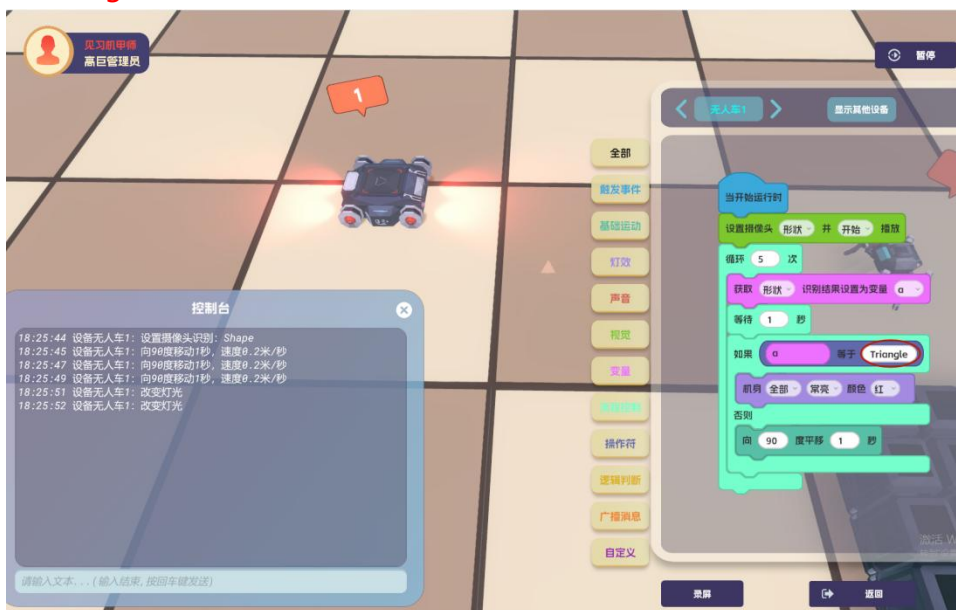 见习机甲师
高巨管理员
暂停
1
无人车1
显示其他设备
全部
触发事件
基础运动
灯效
声音
视觉
变量
操作符
逻辑判断
广播消息
自定义
当开始运行时
设置摄像头 形状 并 开始 播放
循环 5 次
获取 形状 识别结果设置为变量 a
等待 1 秒
如果 a 等于 Triangle
机臂 全部 常亮 颜色 红
否则
向 90 度平移 1 秒
控制台
18:25:44 设备无人车1: 设置摄像头识别: Shape
18:25:45 设备无人车1: 向90度移动1秒, 速度0.2米/秒
18:25:47 设备无人车1: 向90度移动1秒, 速度0.2米/秒
18:25:49 设备无人车1: 向90度移动1秒, 速度0.2米/秒
18:25:51 设备无人车1: 改变灯光
18:25:52 设备无人车1: 改变灯光
请输入文本...(输入结束, 按回车键发送)
激活 W
录屏
返回